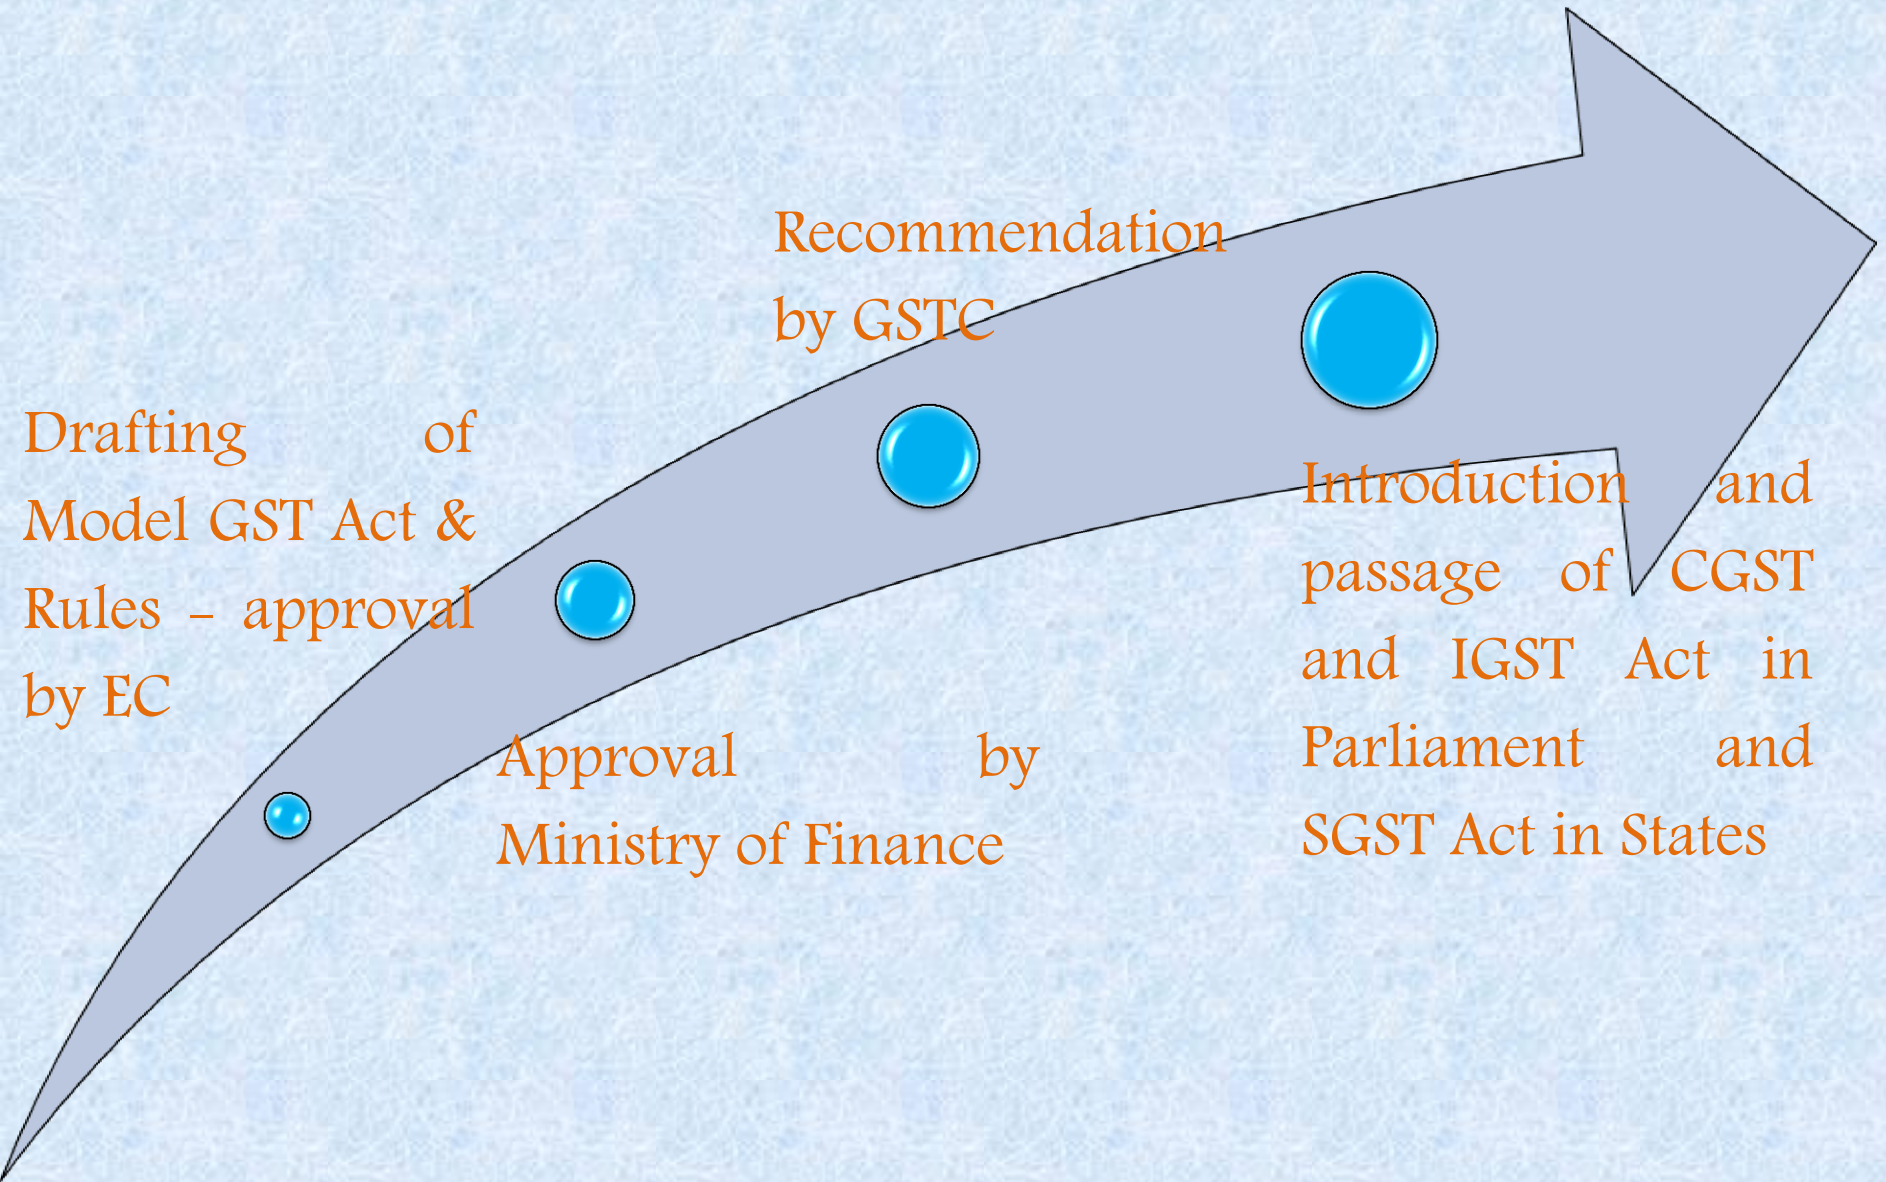 Drafting of
Model GST Act &
Rules – approval
by EC
Approval by
Ministry of Finance
Recommendation
by GSTC
Introduction and
passage of CGST
and IGST Act in
Parliament and
SGST Act in States